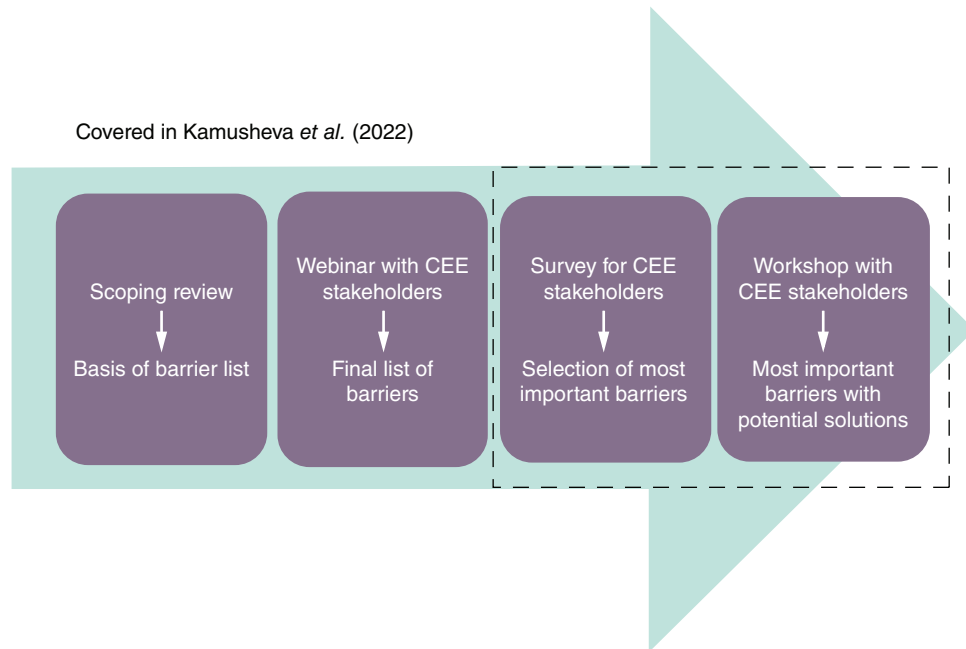 Covered in Kamusheva et al. (2022)
Scoping review
Basis of barrier list
Webinar with CEE
stakeholders
Final list of
barriers
Survey for CEE
stakeholders
Selection of most
important barriers
Workshop with
CEE stakeholders
Most important
barriers with
potential solutions